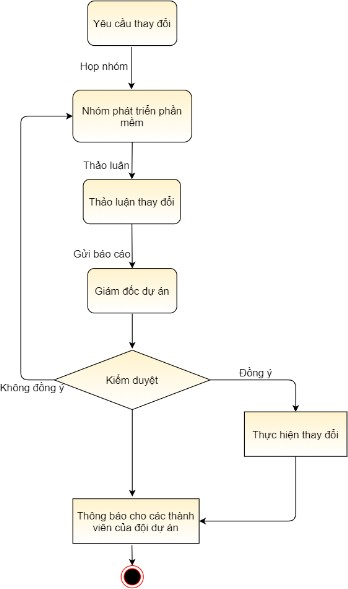 Yêu cầu thay đổi
Họp nhóm
Nhóm phát triển phần
mềm
Thảo luận
Thảo luận thay đổi
Gửi báo cáo
Giám đốc dự án
Kiểm duyệt
Đồng ý
Không đồng ý
Thực hiện thay đổi
Thông báo cho các thành
viên của đội dự án